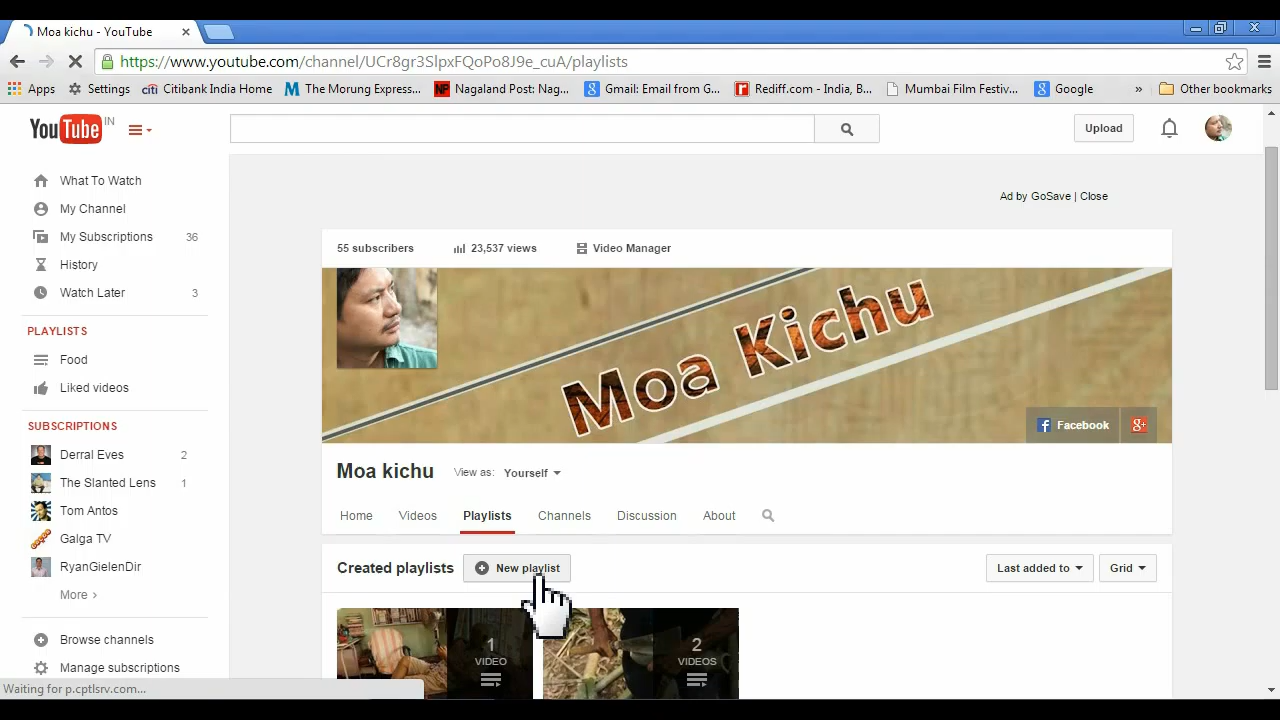 Moa kichu - YouTube
https://www.youtube.com/channel/UCr8gr3SlpxFQoPo8J9e_cuA/playlists
Apps Settings citi Citibank India Home The Morung Express... NP Nagaland Post: Nag... Gmail: Email from G... Rediff.com - India, B... Mumbai Film Festiv... Google » Other bookmarks
YouTube IN Upload
What To Watch
My Channel
My Subscriptions 36
History
Watch Later 3
PLAYLISTS
Food
Liked videos
SUBSCRIPTIONS
Derral Eves 2
The Slanted Lens 1
Tom Antos
Galga TV
RyanGielenDir
More ›
Browse channels
Manage subscriptions
Waiting for p.cptlsrv.com...
Ad by GoSave | Close
55 subscribers 23,537 views Video Manager
Moa Kichu
Facebook g+
Moa kichu View as: Yourself
Home Videos Playlists Channels Discussion About
Created playlists New playlist Last added to Grid
1 2
VIDEO VIDEOS